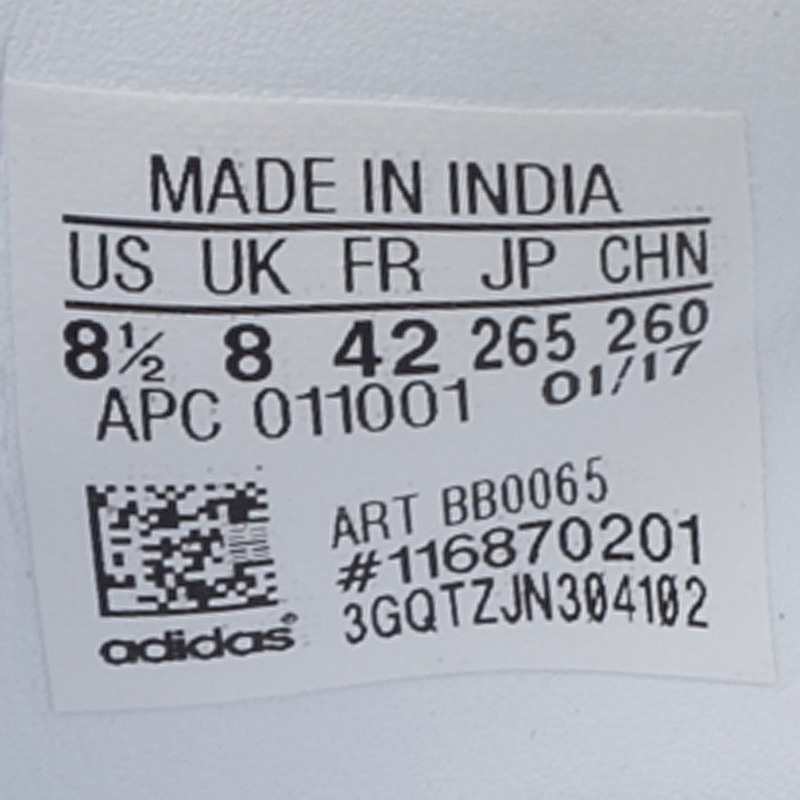 MADE IN INDIA
US UK FR JP CHN
8½ 8 42 265 260
APC 011001 01/17
ART BB0065
#116870201
3GQTZJN304102
adidas®